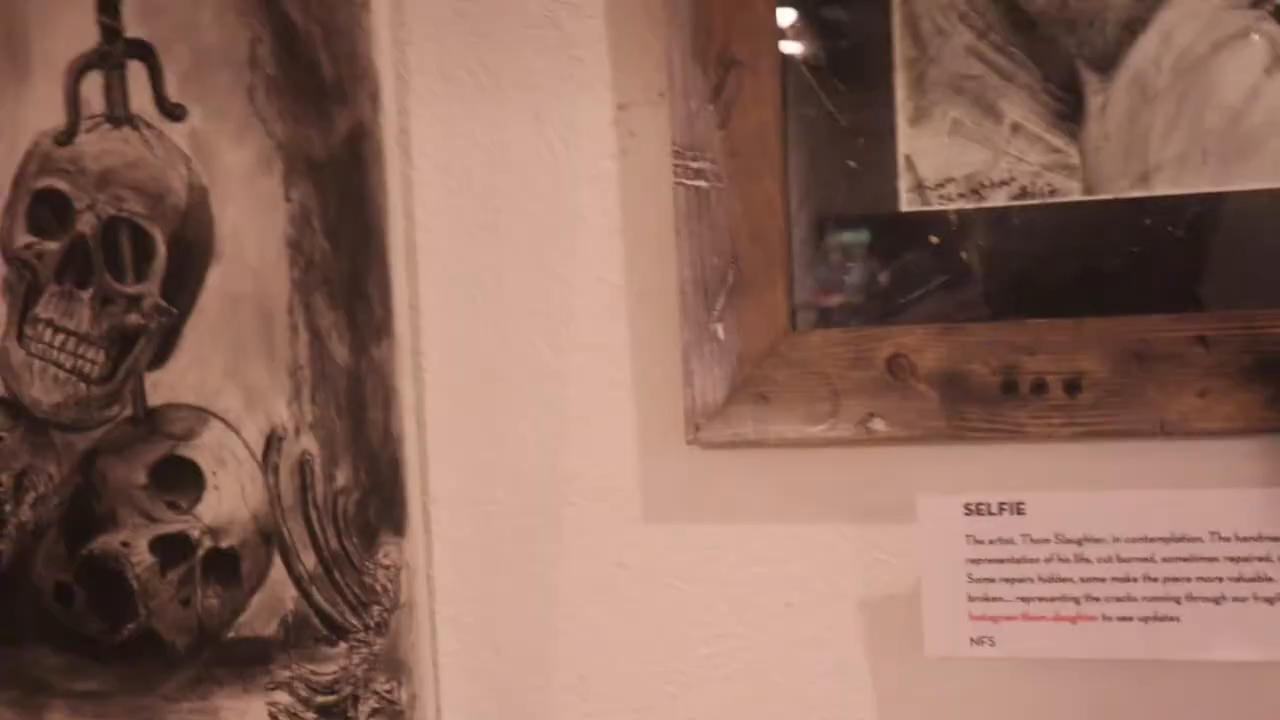 SELFIE
The artist, Thom Slaughter, in contemplation. The
representation of his life, cut burned, sometimes repaired,
Some repairs hidden, some make the piece more valuable.
broken... representing the cracks running through our
to see updates
NFS